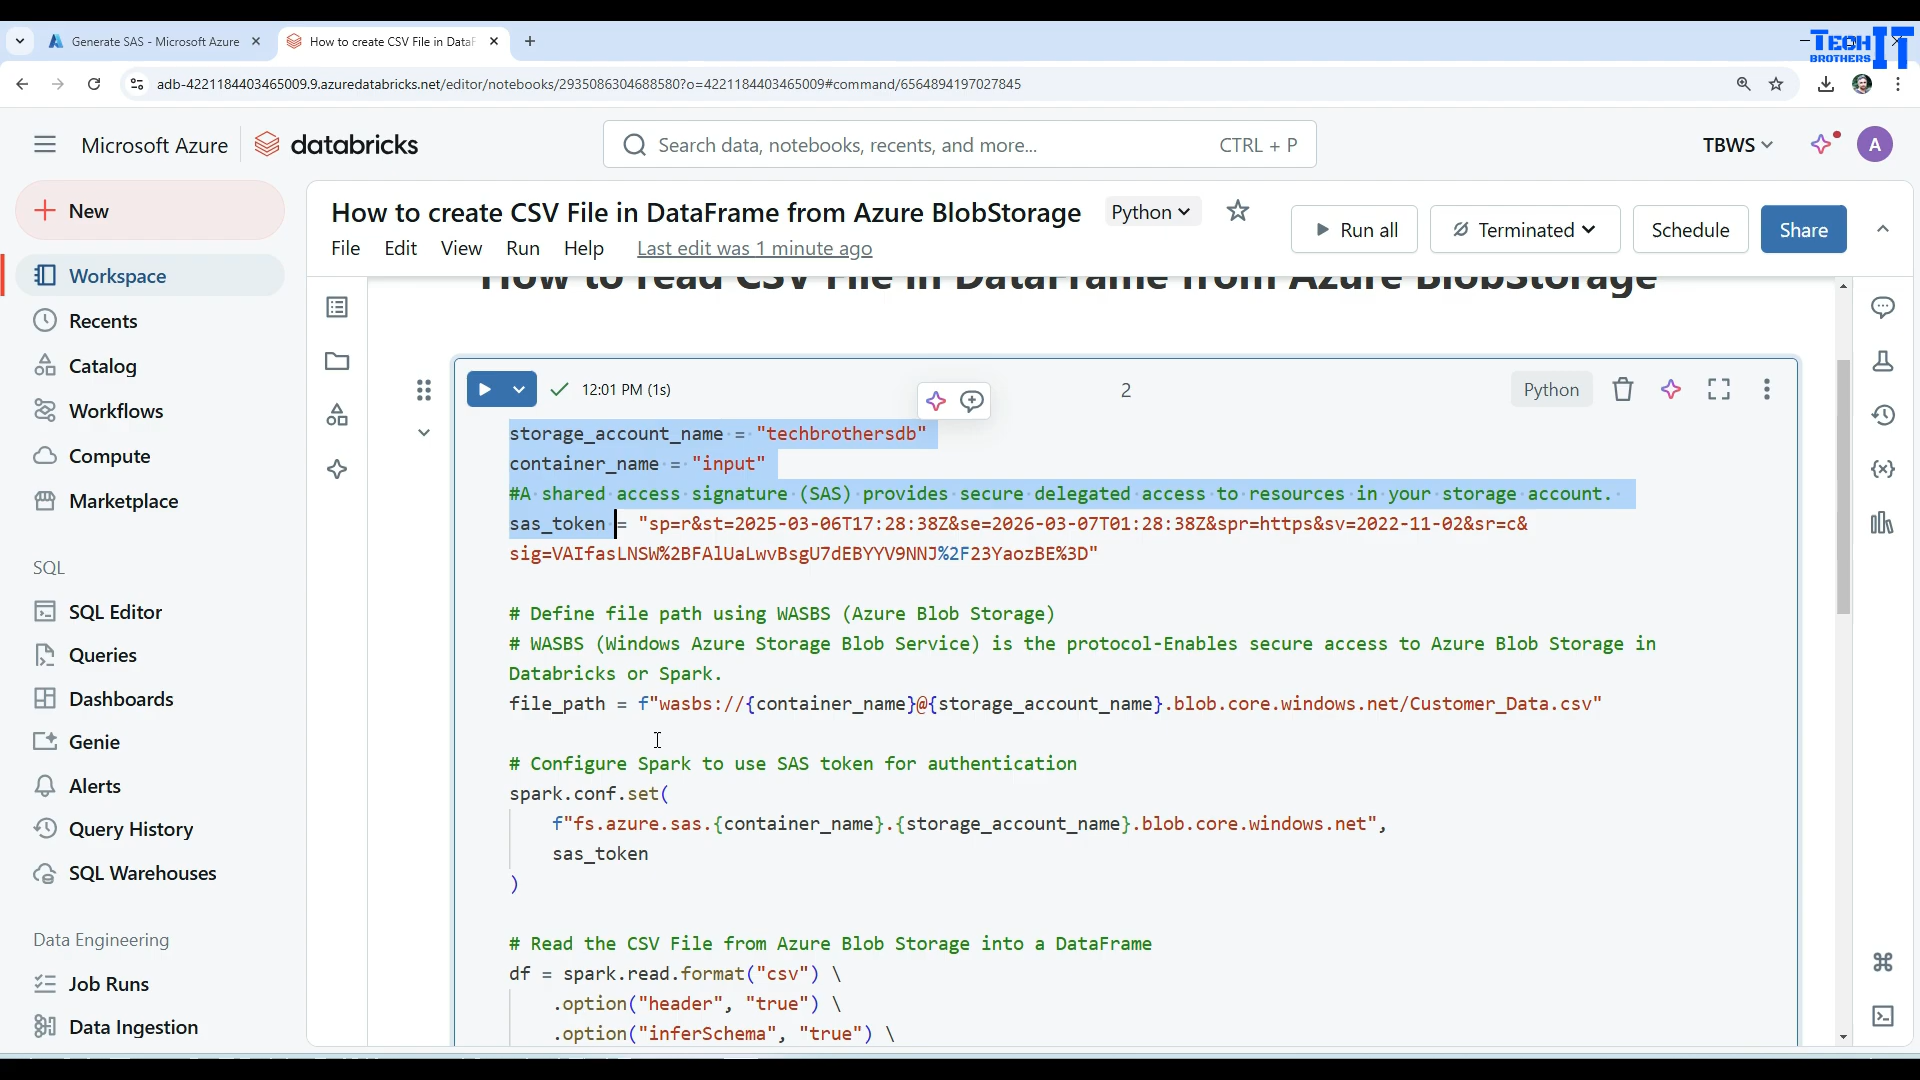 Generate SAS - Microsoft Azure
How to create CSV File in DataF
TECH IT
BROTHERS
adb-4221184403465009.9.azuredatabricks.net/editor/notebooks/2935086304688580?o=4221184403465009#command/6564894197027845
Microsoft Azure
databricks
Search data, notebooks, recents, and more...
CTRL + P
TBWS
A
New
Workspace
Recents
Catalog
Workflows
Compute
Marketplace
SQL
SQL Editor
Queries
Dashboards
Genie
Alerts
Query History
SQL Warehouses
Data Engineering
Job Runs
Data Ingestion
How to create CSV File in DataFrame from Azure BlobStorage
Python
File Edit View Run Help Last edit was 1 minute ago
Run all
Terminated
Schedule
Share
How to read CSV File in DataFrame from Azure BlobStorage
12:01 PM (1s)
2
Python
storage_account_name = "techbrothersdb"
container_name = "input"
#A shared access signature (SAS) provides secure delegated access to resources in your storage account.
sas_token = "sp=r&st=2025-03-06T17:28:38Z&se=2026-03-07T01:28:38Z&spr=https&sv=2022-11-02&sr=c&
sig=VAIfasLNSW%2BFAlUaLwvBsgU7dEBYYV9NNJ%2F23YaozBE%3D"
# Define file path using WASBS (Azure Blob Storage)
# WASBS (Windows Azure Storage Blob Service) is the protocol-Enables secure access to Azure Blob Storage in
Databricks or Spark.
file_path = f"wasbs://{container_name}@{storage_account_name}.blob.core.windows.net/Customer_Data.csv"
# Configure Spark to use SAS token for authentication
spark.conf.set(
f"fs.azure.sas.{container_name}.{storage_account_name}.blob.core.windows.net",
sas_token
)
# Read the CSV File from Azure Blob Storage into a DataFrame
df = spark.read.format("csv") \
.option("header", "true") \
.option("inferSchema", "true") \